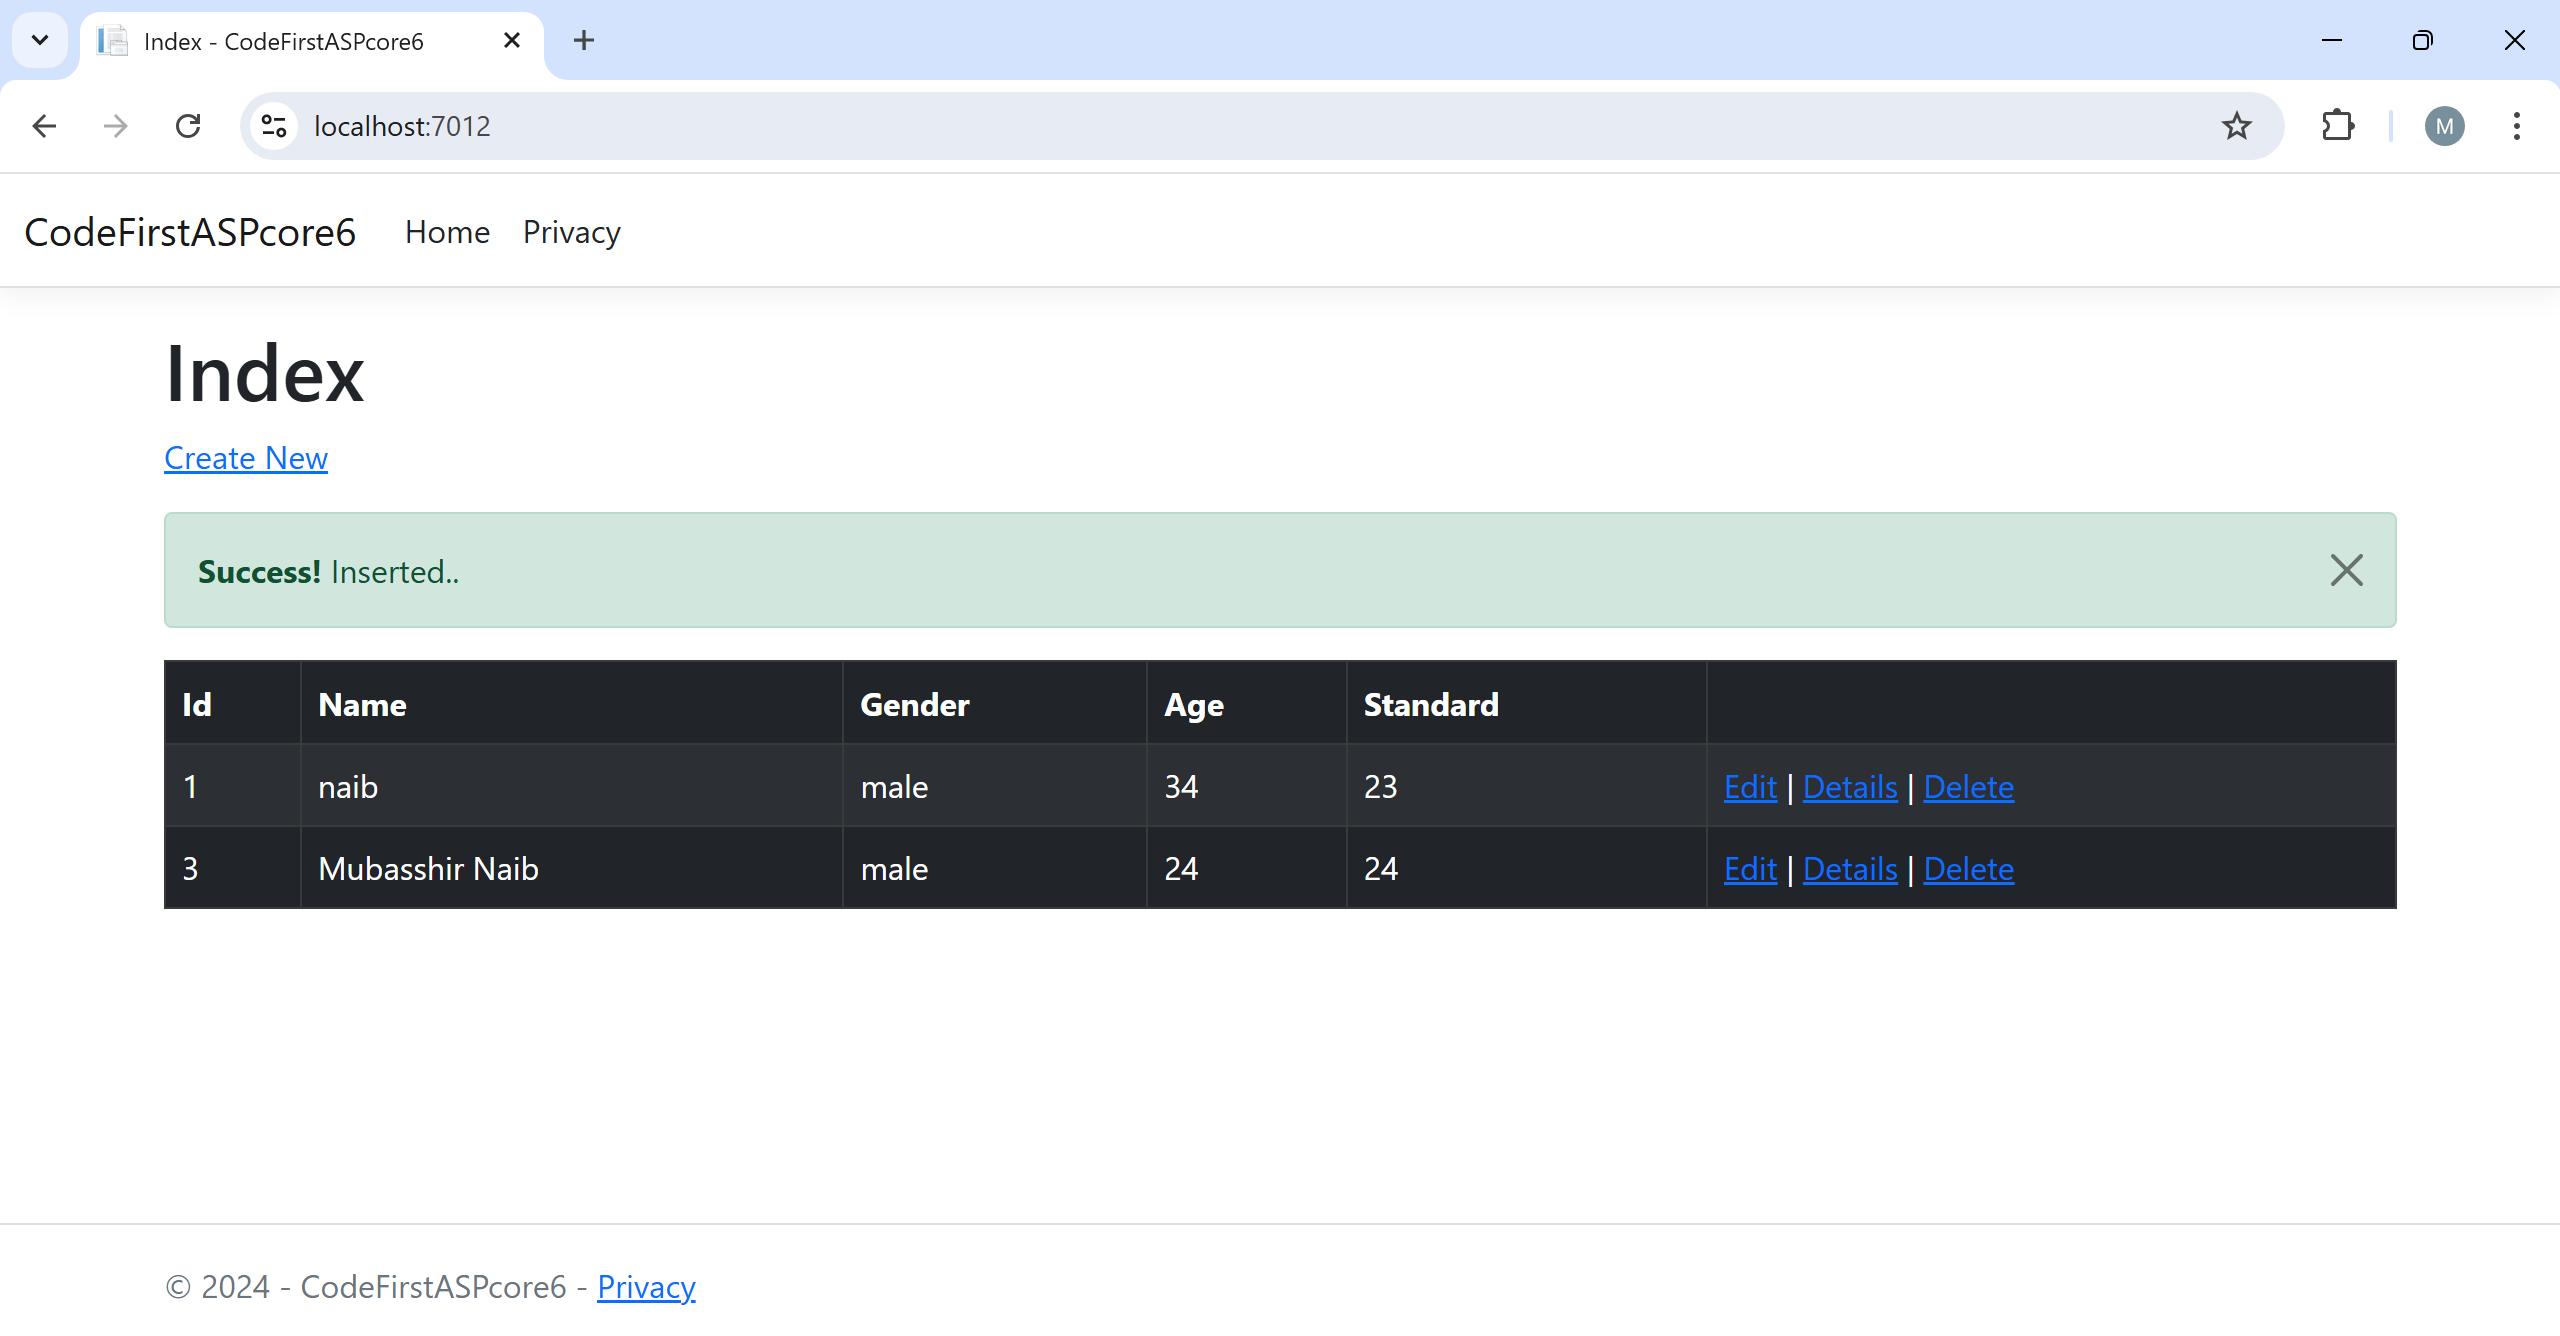 Index - CodeFirstASPcore6
localhost:7012
M
CodeFirstASPcore6 Home Privacy
Index
Create New
Success! Inserted..
Id Name Gender Age Standard
1 naib male 34 23 Edit | Details | Delete
3 Mubasshir Naib male 24 24 Edit | Details | Delete
© 2024 - CodeFirstASPcore6 - Privacy